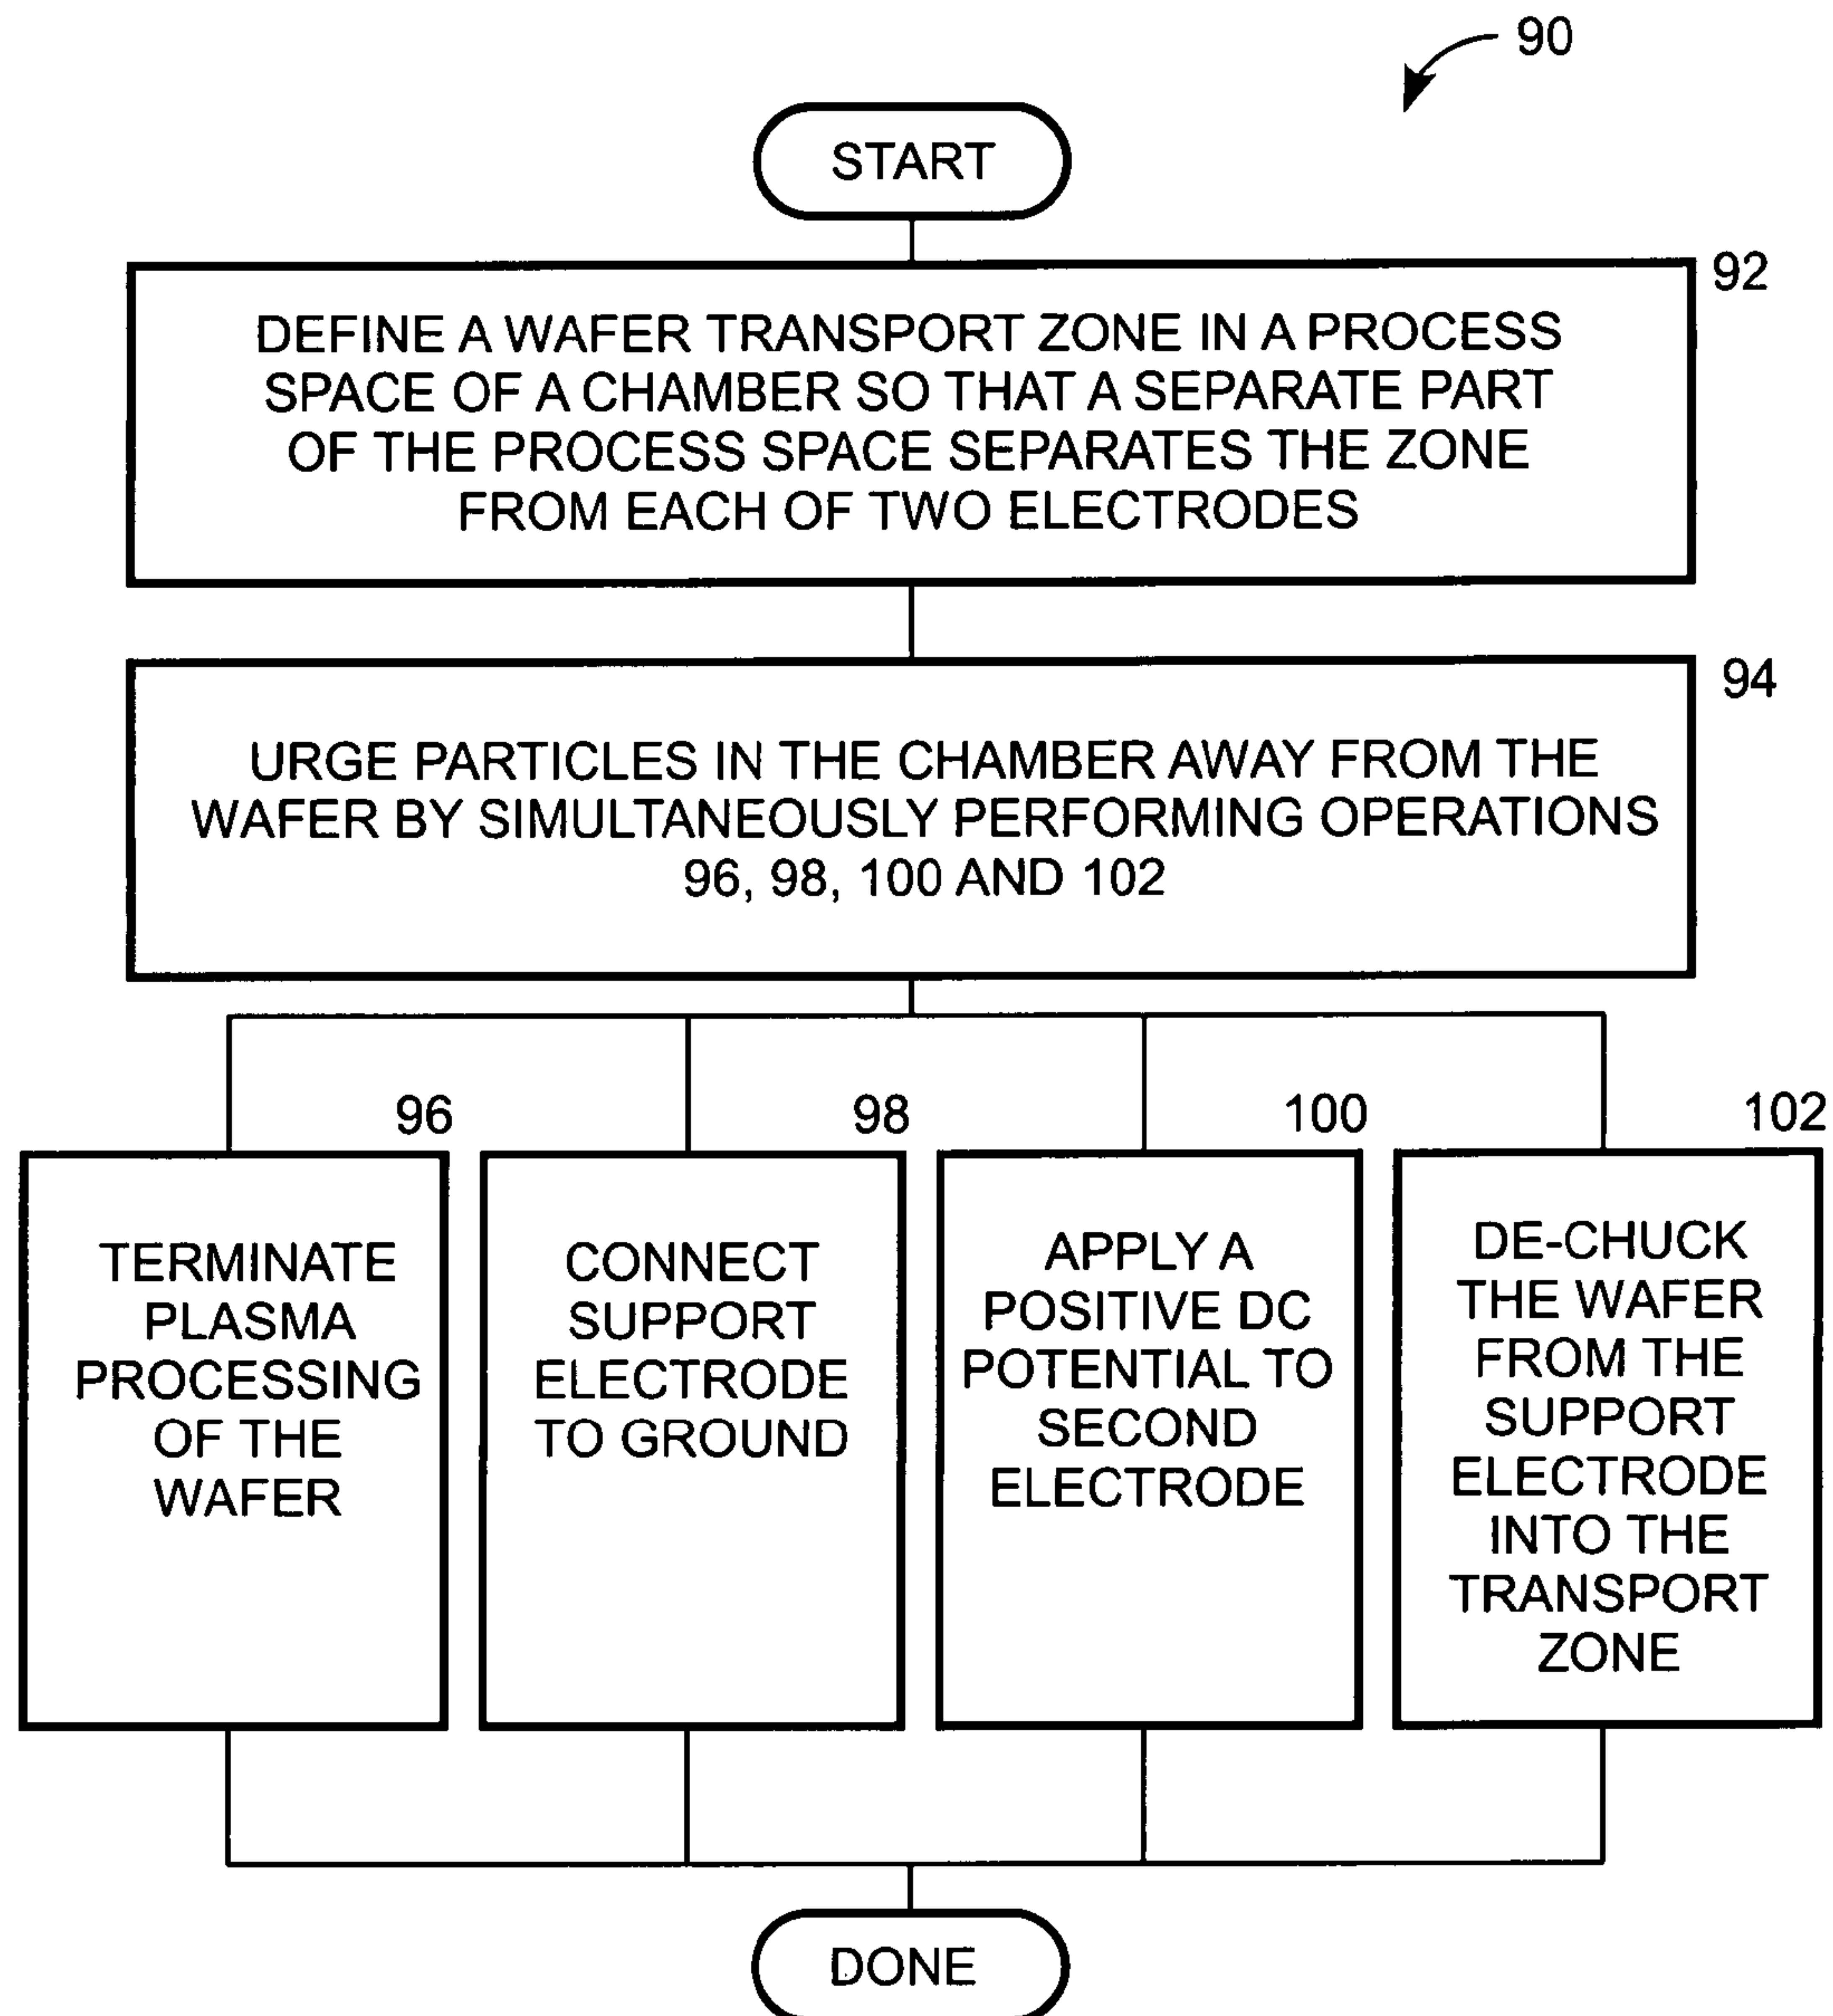 90
START
92
DEFINE A WAFER TRANSPORT ZONE IN A PROCESS
SPACE OF A CHAMBER SO THAT A SEPARATE PART
OF THE PROCESS SPACE SEPARATES THE ZONE
FROM EACH OF TWO ELECTRODES
94
URGE PARTICLES IN THE CHAMBER AWAY FROM THE
WAFER BY SIMULTANEOUSLY PERFORMING OPERATIONS
96, 98, 100 AND 102
96
TERMINATE
PLASMA
PROCESSING
OF THE
WAFER
98
CONNECT
SUPPORT
ELECTRODE
TO GROUND
100
APPLY A
POSITIVE DC
POTENTIAL TO
SECOND
ELECTRODE
102
DE-CHUCK
THE WAFER
FROM THE
SUPPORT
ELECTRODE
INTO THE
TRANSPORT
ZONE
DONE